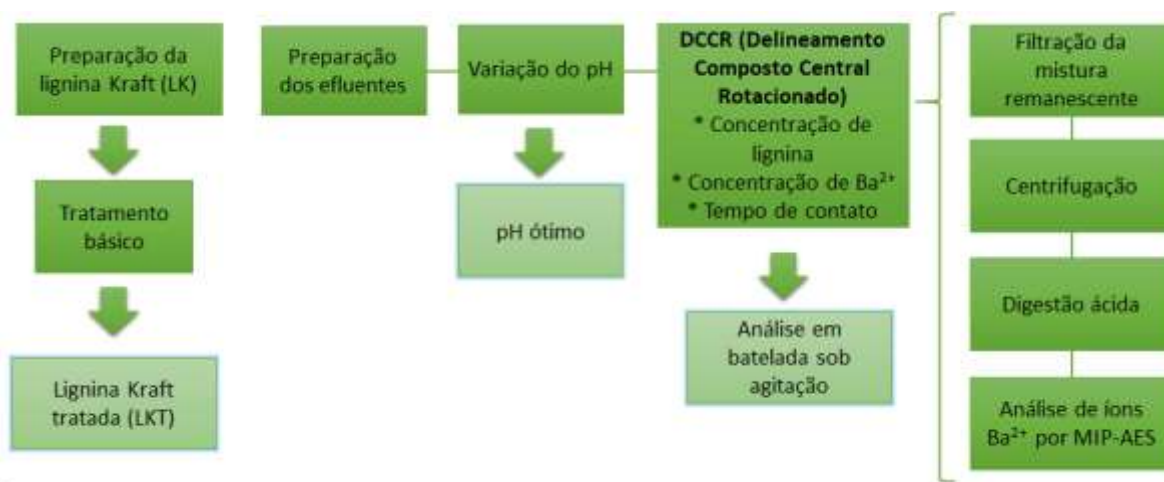 Preparação da
lignina Kraft (LK)
Tratamento
básico
Lignina Kraft
tratada (LKT)
Preparação
dos efluentes
Variação do pH
pH ótimo
DCCR (Delineamento
Composto Central
Rotacionado)
* Concentração de
lignina
* Concentração de Ba²⁺
* Tempo de contato
Análise em
batelada sob
agitação
Filtração da
mistura
remanescente
Centrifugação
Digestão ácida
Análise de íons
Ba²⁺ por MIP-AES